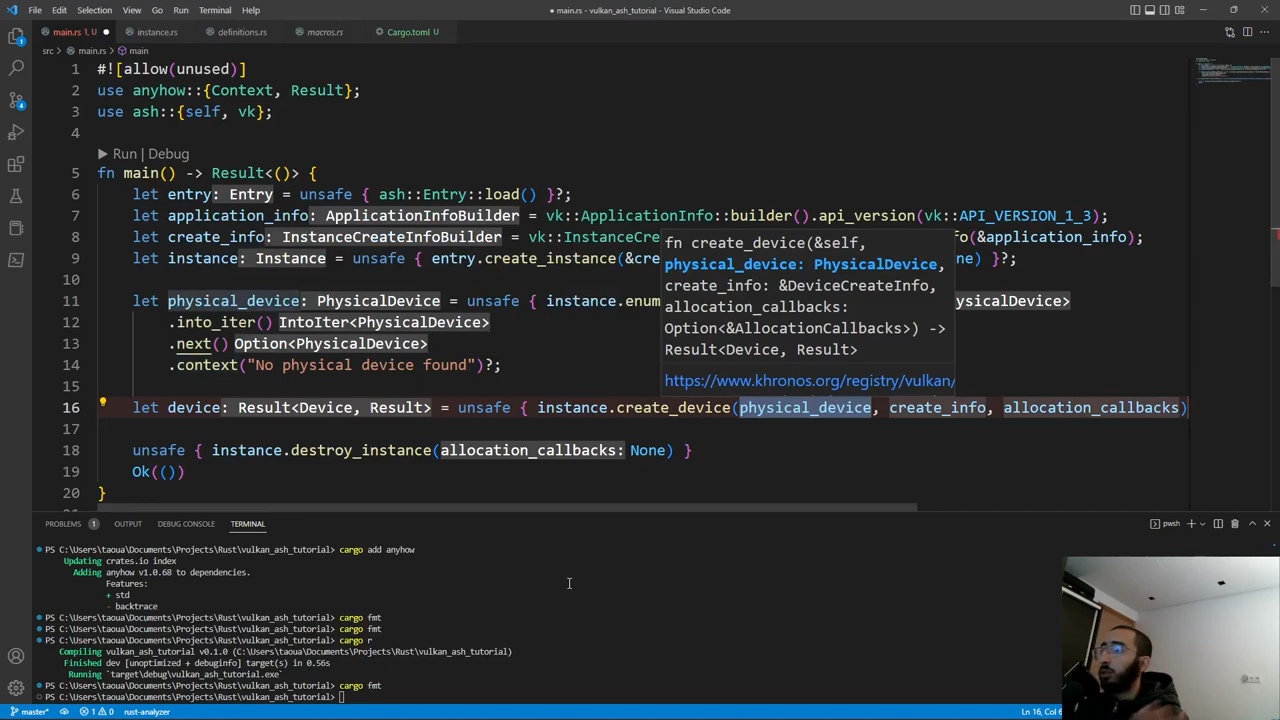 File Edit Selection View Go Run Terminal Help
● main.rs - vulkan_ash_tutorial - Visual Studio Code
main.rs 1 ● instance.rs definitions.rs macros.rs Cargo.toml U
src > main.rs > main
1 #![allow(unused)]
2 use anyhow::{Context, Result};
3 use ash::{self, vk};
4
▶ Run | Debug
5 fn main() -> Result<()> {
6 let entry: Entry = unsafe { ash::Entry::load() }?;
7 let application_info: ApplicationInfoBuilder = vk::ApplicationInfo::builder().api_version(vk::API_VERSION_1_3);
8 let create_info: InstanceCreateInfoBuilder = vk::InstanceCre fo(&application_info);
9 let instance: Instance = unsafe { entry.create_instance(&cre one) }?;
10
11 let physical_device: PhysicalDevice = unsafe { instance.enum ysicalDevice>
12 .into_iter() IntoIter<PhysicalDevice>
13 .next() Option<PhysicalDevice>
14 .context("No physical device found")?;
15
16 let device: Result<Device, Result> = unsafe { instance.create_device(physical_device, create_info, allocation_callbacks)
18 unsafe { instance.destroy_instance(allocation_callbacks: None) }
19 Ok(())
20 }
fn create_device(&self,
physical_device: PhysicalDevice,
create_info: &DeviceCreateInfo,
allocation_callbacks:
Option<&AllocationCallbacks>) ->
Result<Device, Result>
https://www.khronos.org/registry/vulkan/
PROBLEMS 1 OUTPUT DEBUG CONSOLE TERMINAL
pwsh
PS C:\Users\taoua\Documents\Projects\Rust\vulkan_ash_tutorial> cargo add anyhow
Updating crates.io index
Adding anyhow v1.0.68 to dependencies.
Features:
+ std
- backtrace
PS C:\Users\taoua\Documents\Projects\Rust\vulkan_ash_tutorial> cargo fmt
PS C:\Users\taoua\Documents\Projects\Rust\vulkan_ash_tutorial> cargo fmt
PS C:\Users\taoua\Documents\Projects\Rust\vulkan_ash_tutorial> cargo r
Compiling vulkan_ash_tutorial v0.1.0 (C:\Users\taoua\Documents\Projects\Rust\vulkan_ash_tutorial)
Finished dev [unoptimized + debuginfo] target(s) in 0.56s
Running `target\debug\vulkan_ash_tutorial.exe`
PS C:\Users\taoua\Documents\Projects\Rust\vulkan_ash_tutorial> cargo fmt
PS C:\Users\taoua\Documents\Projects\Rust\vulkan_ash_tutorial>
master* 1 0 rust-analyzer
Ln 16, Col 6